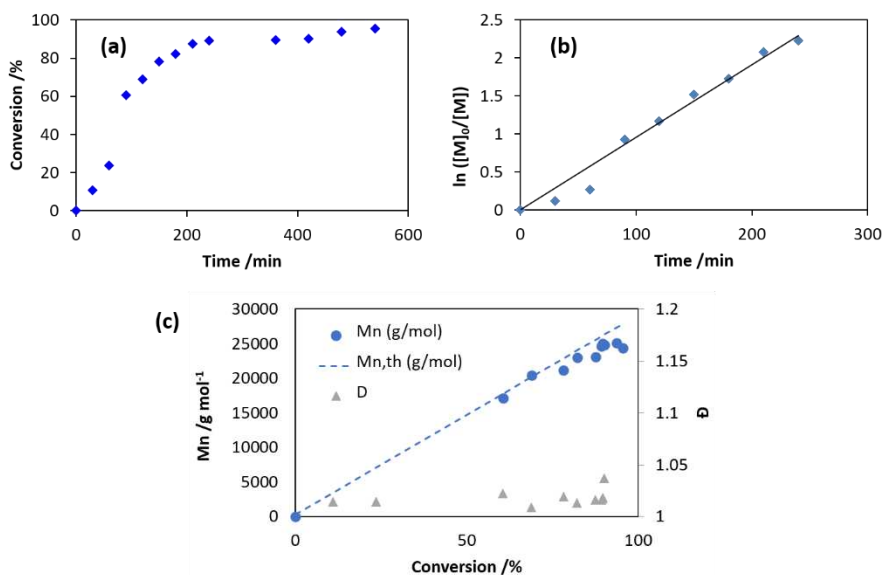 (a)
Conversion /%
100
80
60
40
20
0
0 200 400 600
Time /min
(b)
ln ([M]₀/[M])
2.5
2
1.5
1
0.5
0
0 100 200 300
Time /min
(c)
Mn /g mol⁻¹
30000
25000
20000
15000
10000
5000
0
Mn (g/mol)
Mn,th (g/mol)
D
1.2
1.15
1.1
1.05
1
Đ
0 50 100
Conversion /%